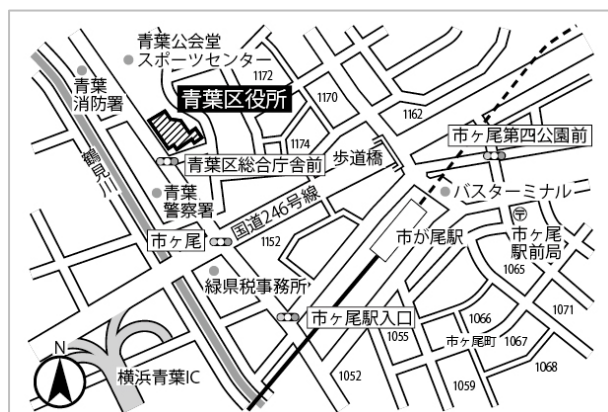 青葉公会堂
スポーツセンター
青葉
消防署
青葉区役所
1172
1170
1162
1174
歩道橋
市ヶ尾第四公園前
青葉区総合庁舎前
鶴見川
青葉
警察署
国道246号線
バスターミナル
市ヶ尾
1152
市が尾駅
市ヶ尾
駅前局
緑県税事務所
1065
市ヶ尾駅入口
1071
1055
1066
市ヶ尾町
1067
1068
N
横浜青葉IC
1052
1059